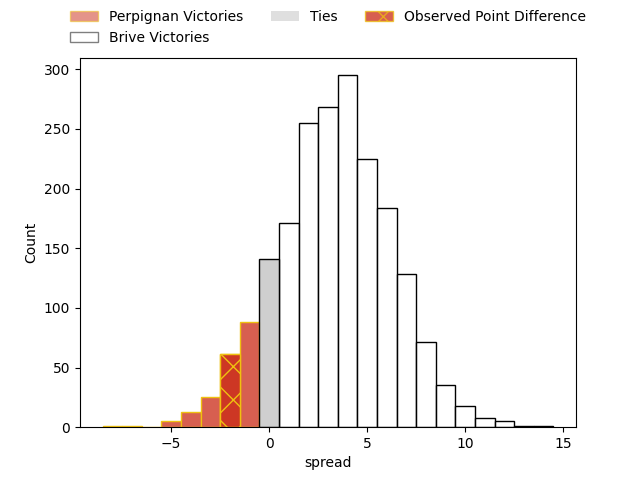 Perpignan Victories
Ties
Observed Point Difference
Brive Victories
300
250
200
150
100
50
0
Count
−5
0
5
10
15
spread